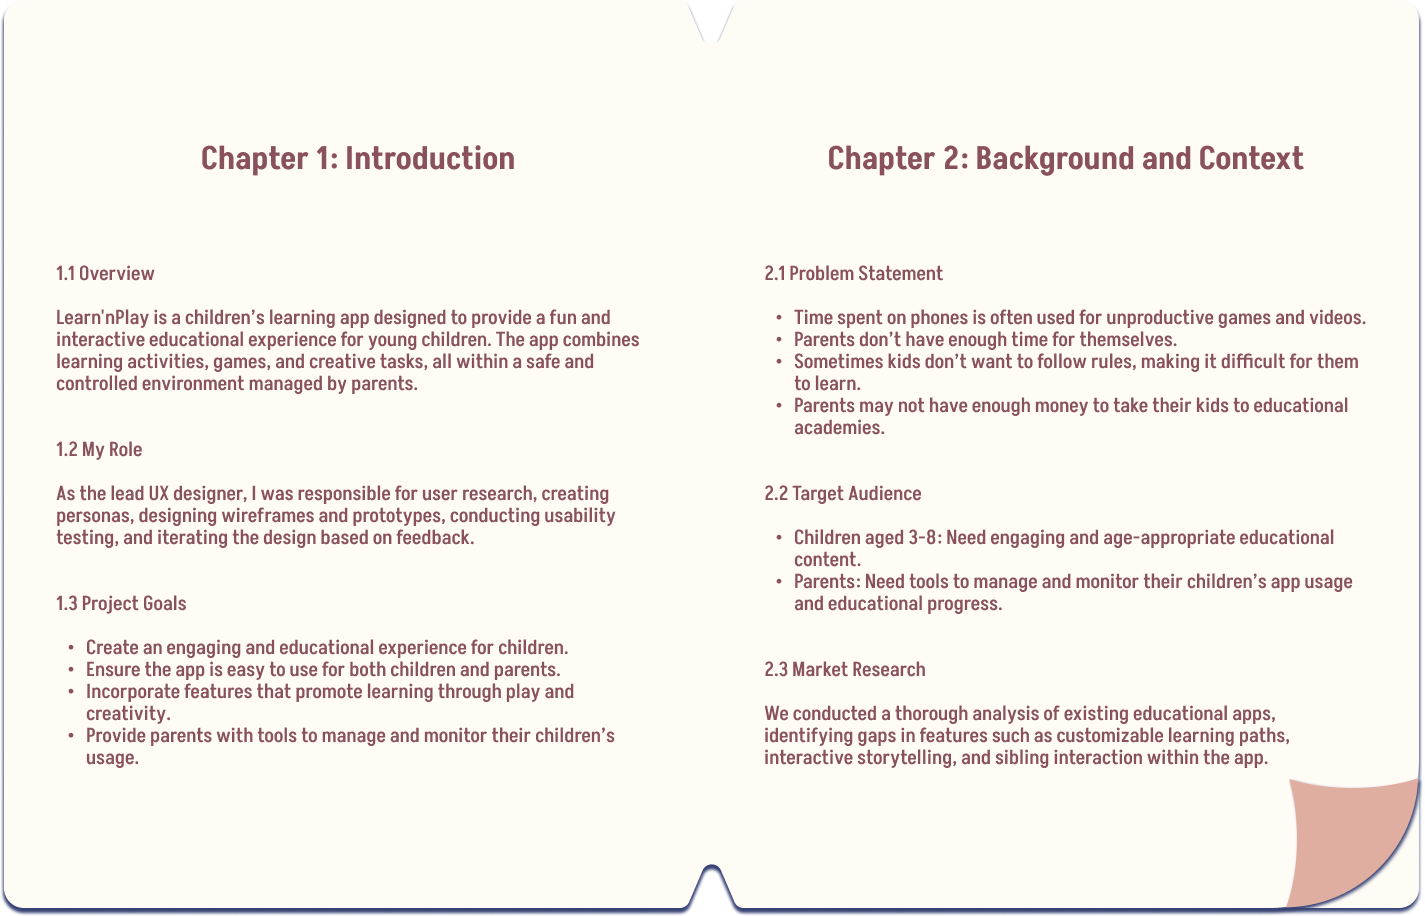 Chapter 1: Introduction
1.1 Overview
Learn'nPlay is a children’s learning app designed to provide a fun and
interactive educational experience for young children. The app combines
learning activities, games, and creative tasks, all within a safe and
controlled environment managed by parents.
1.2 My Role
As the lead UX designer, I was responsible for user research, creating
personas, designing wireframes and prototypes, conducting usability
testing, and iterating the design based on feedback.
1.3 Project Goals
• Create an engaging and educational experience for children.
• Ensure the app is easy to use for both children and parents.
• Incorporate features that promote learning through play and
creativity.
• Provide parents with tools to manage and monitor their children’s
usage.
Chapter 2: Background and Context
2.1 Problem Statement
• Time spent on phones is often used for unproductive games and videos.
• Parents don’t have enough time for themselves.
• Sometimes kids don’t want to follow rules, making it difficult for them
to learn.
• Parents may not have enough money to take their kids to educational
academies.
2.2 Target Audience
• Children aged 3-8: Need engaging and age-appropriate educational
content.
• Parents: Need tools to manage and monitor their children’s app usage
and educational progress.
2.3 Market Research
We conducted a thorough analysis of existing educational apps,
identifying gaps in features such as customizable learning paths,
interactive storytelling, and sibling interaction within the app.